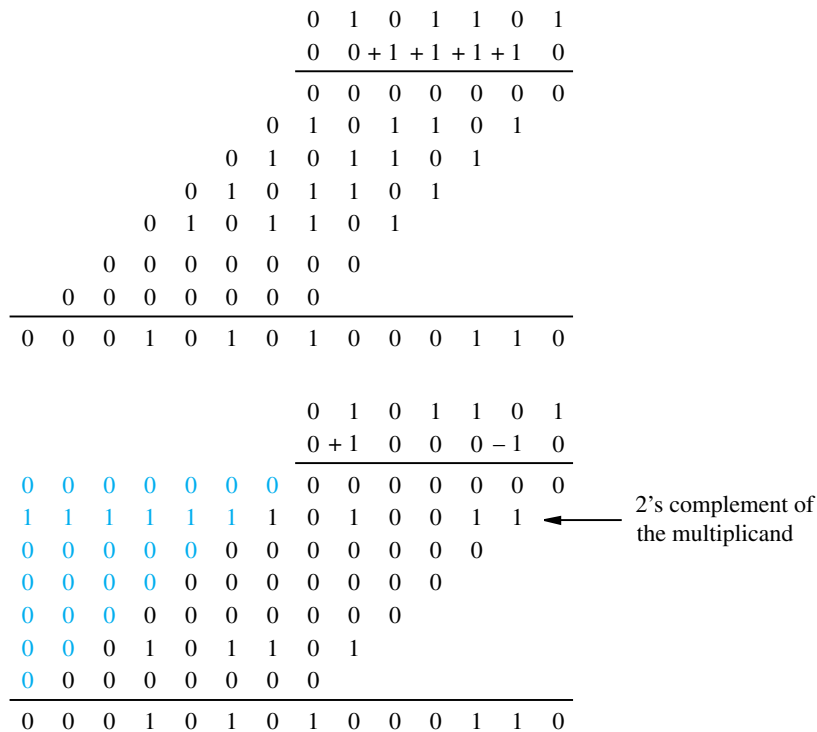 0 1 0 1 1 0 1
0 0 +1 +1 +1 +1 0
0 0 0 0 0 0 0
0 1 0 1 1 0 1
0 1 0 1 1 0 1
0 1 0 1 1 0 1
0 1 0 1 1 0 1
0 0 0 0 0 0 0
0 0 0 0 0 0 0
0 0 0 1 0 1 0 1 0 0 0 1 1 0
0 1 0 1 1 0 1
0 +1 0 0 0 –1 0
0 0 0 0 0 0 0 0 0 0 0 0 0 0
1 1 1 1 1 1 1 0 1 0 0 1 1
2's complement of
the multiplicand
0 0 0 0 0 0 0 0 0 0 0 0
0 0 0 0 0 0 0 0 0 0 0
0 0 0 0 0 0 0 0 0 0
0 0 0 1 0 1 1 0 1
0 0 0 0 0 0 0 0
0 0 0 1 0 1 0 1 0 0 0 1 1 0